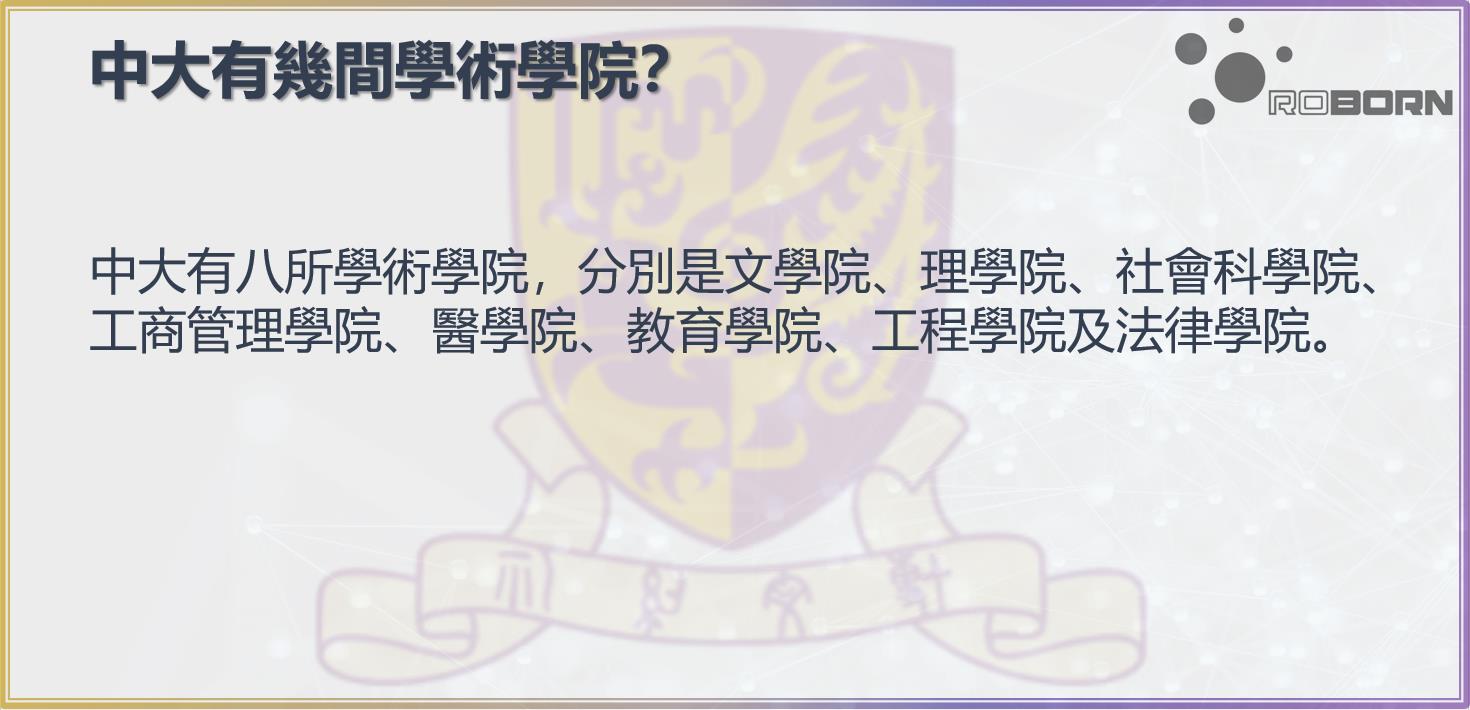 中大有幾間學術學院？
ROBORN
中大有八所學術學院，分別是文學院、理學院、社會科學院、
工商管理學院、醫學院、教育學院、工程學院及法律學院。